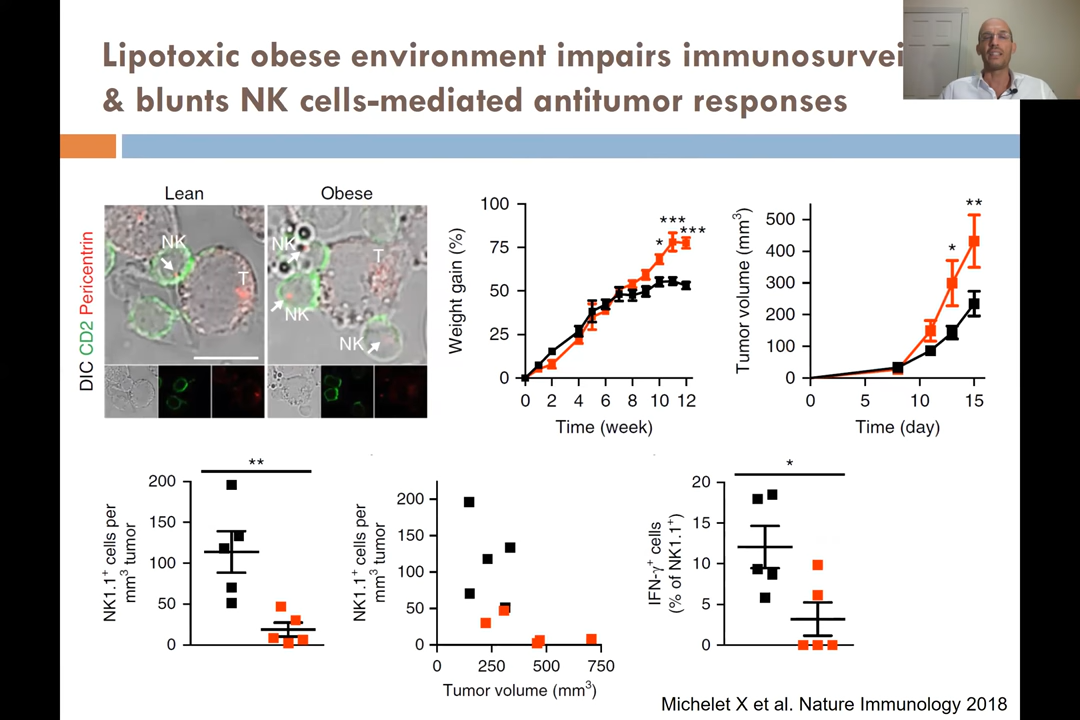 Lipotoxic obese environment impairs immunosurvei
& blunts NK cells-mediated antitumor responses
Lean
Obese
DIC CD2 Pericentrin
NK
T
NK
T
NK
NK
Weight gain (%)
100
75
50
25
0
* *** ***
0 2 4 6 8 10 12
Time (week)
Tumor volume (mm³)
500
400
300
200
100
0
* **
0 5 10 15
Time (day)
NK1.1⁺ cells per
mm³ tumor
200
150
100
50
0
**
NK1.1⁺ cells per
mm³ tumor
200
150
100
50
0
0 250 500 750
Tumor volume (mm³)
IFN-γ⁺ cells
(% of NK1.1⁺)
20
15
10
5
0
*
Michelet X et al. Nature Immunology 2018